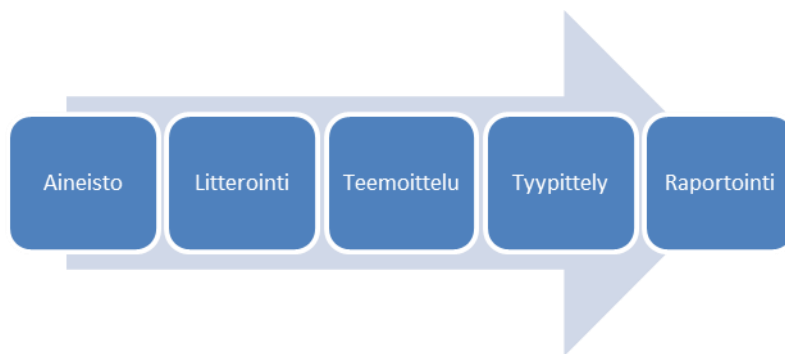 Aineisto
Litterointi
Teemoittelu
Tyypittely
Raportointi